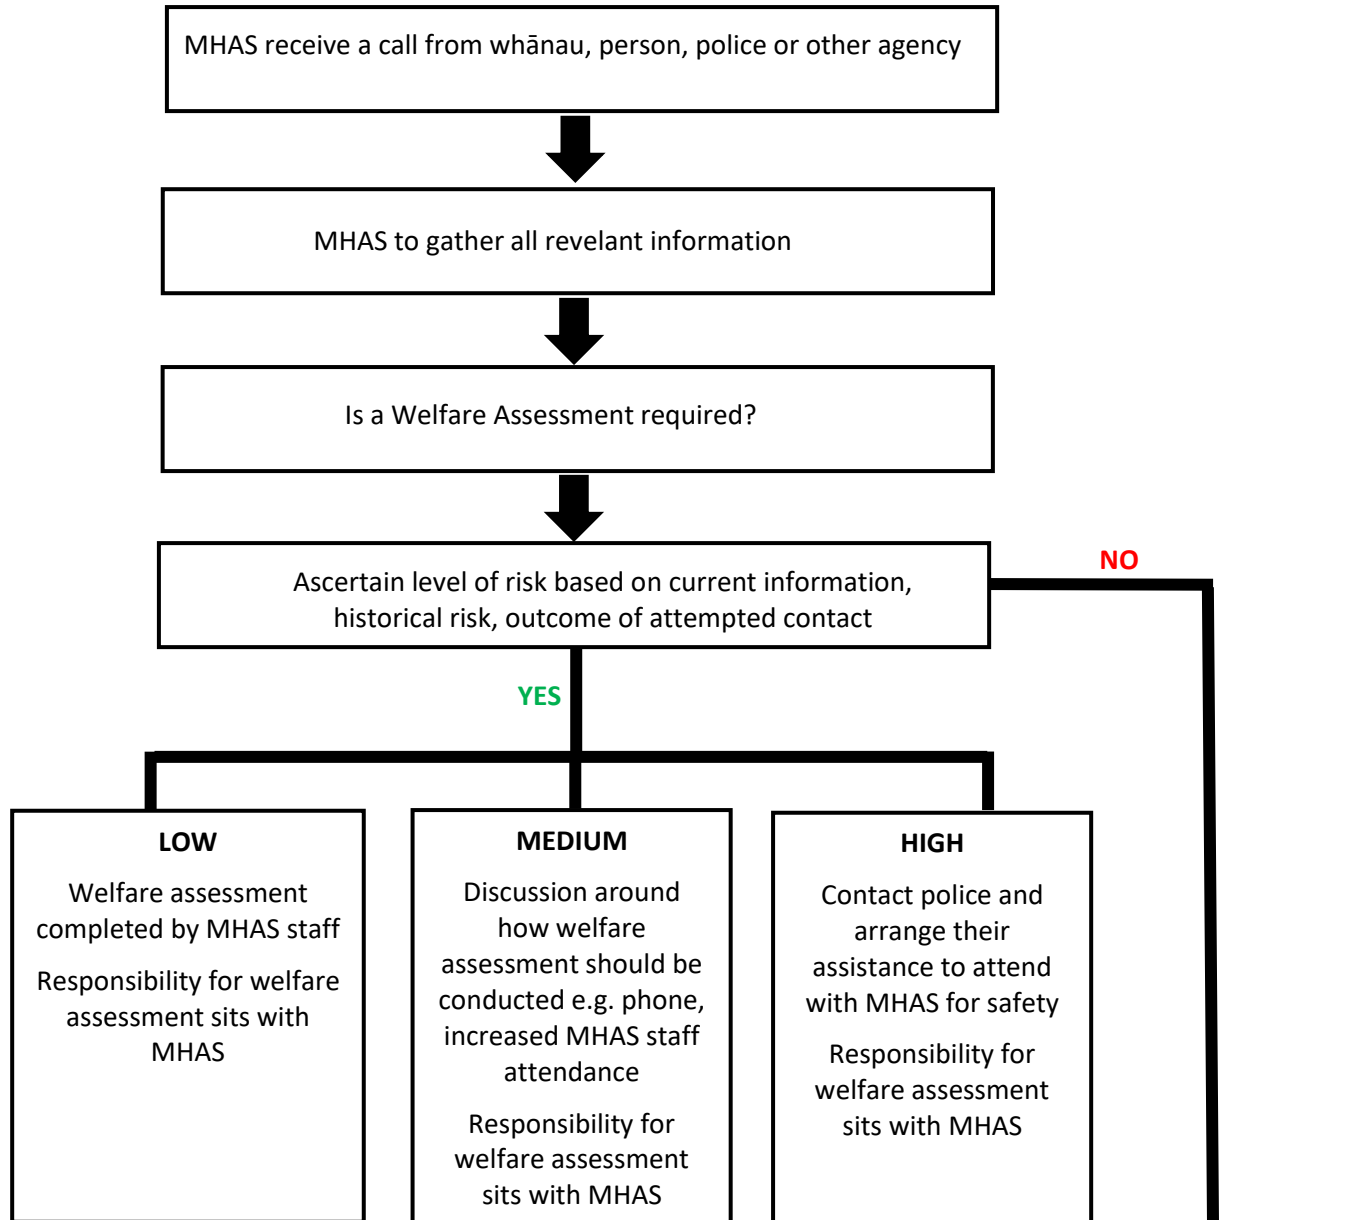 MHAS receive a call from whānau, person, police or other agency
MHAS to gather all revelant information
Is a Welfare Assessment required?
Ascertain level of risk based on current information,
historical risk, outcome of attempted contact
NO
YES
LOW
Welfare assessment
completed by MHAS staff
Responsibility for welfare
assessment sits with
MHAS
MEDIUM
Discussion around
how welfare
assessment should be
conducted e.g. phone,
increased MHAS staff
attendance
Responsibility for
welfare assessment
sits with MHAS
HIGH
Contact police and
arrange their
assistance to attend
with MHAS for safety
Responsibility for
welfare assessment
sits with MHAS